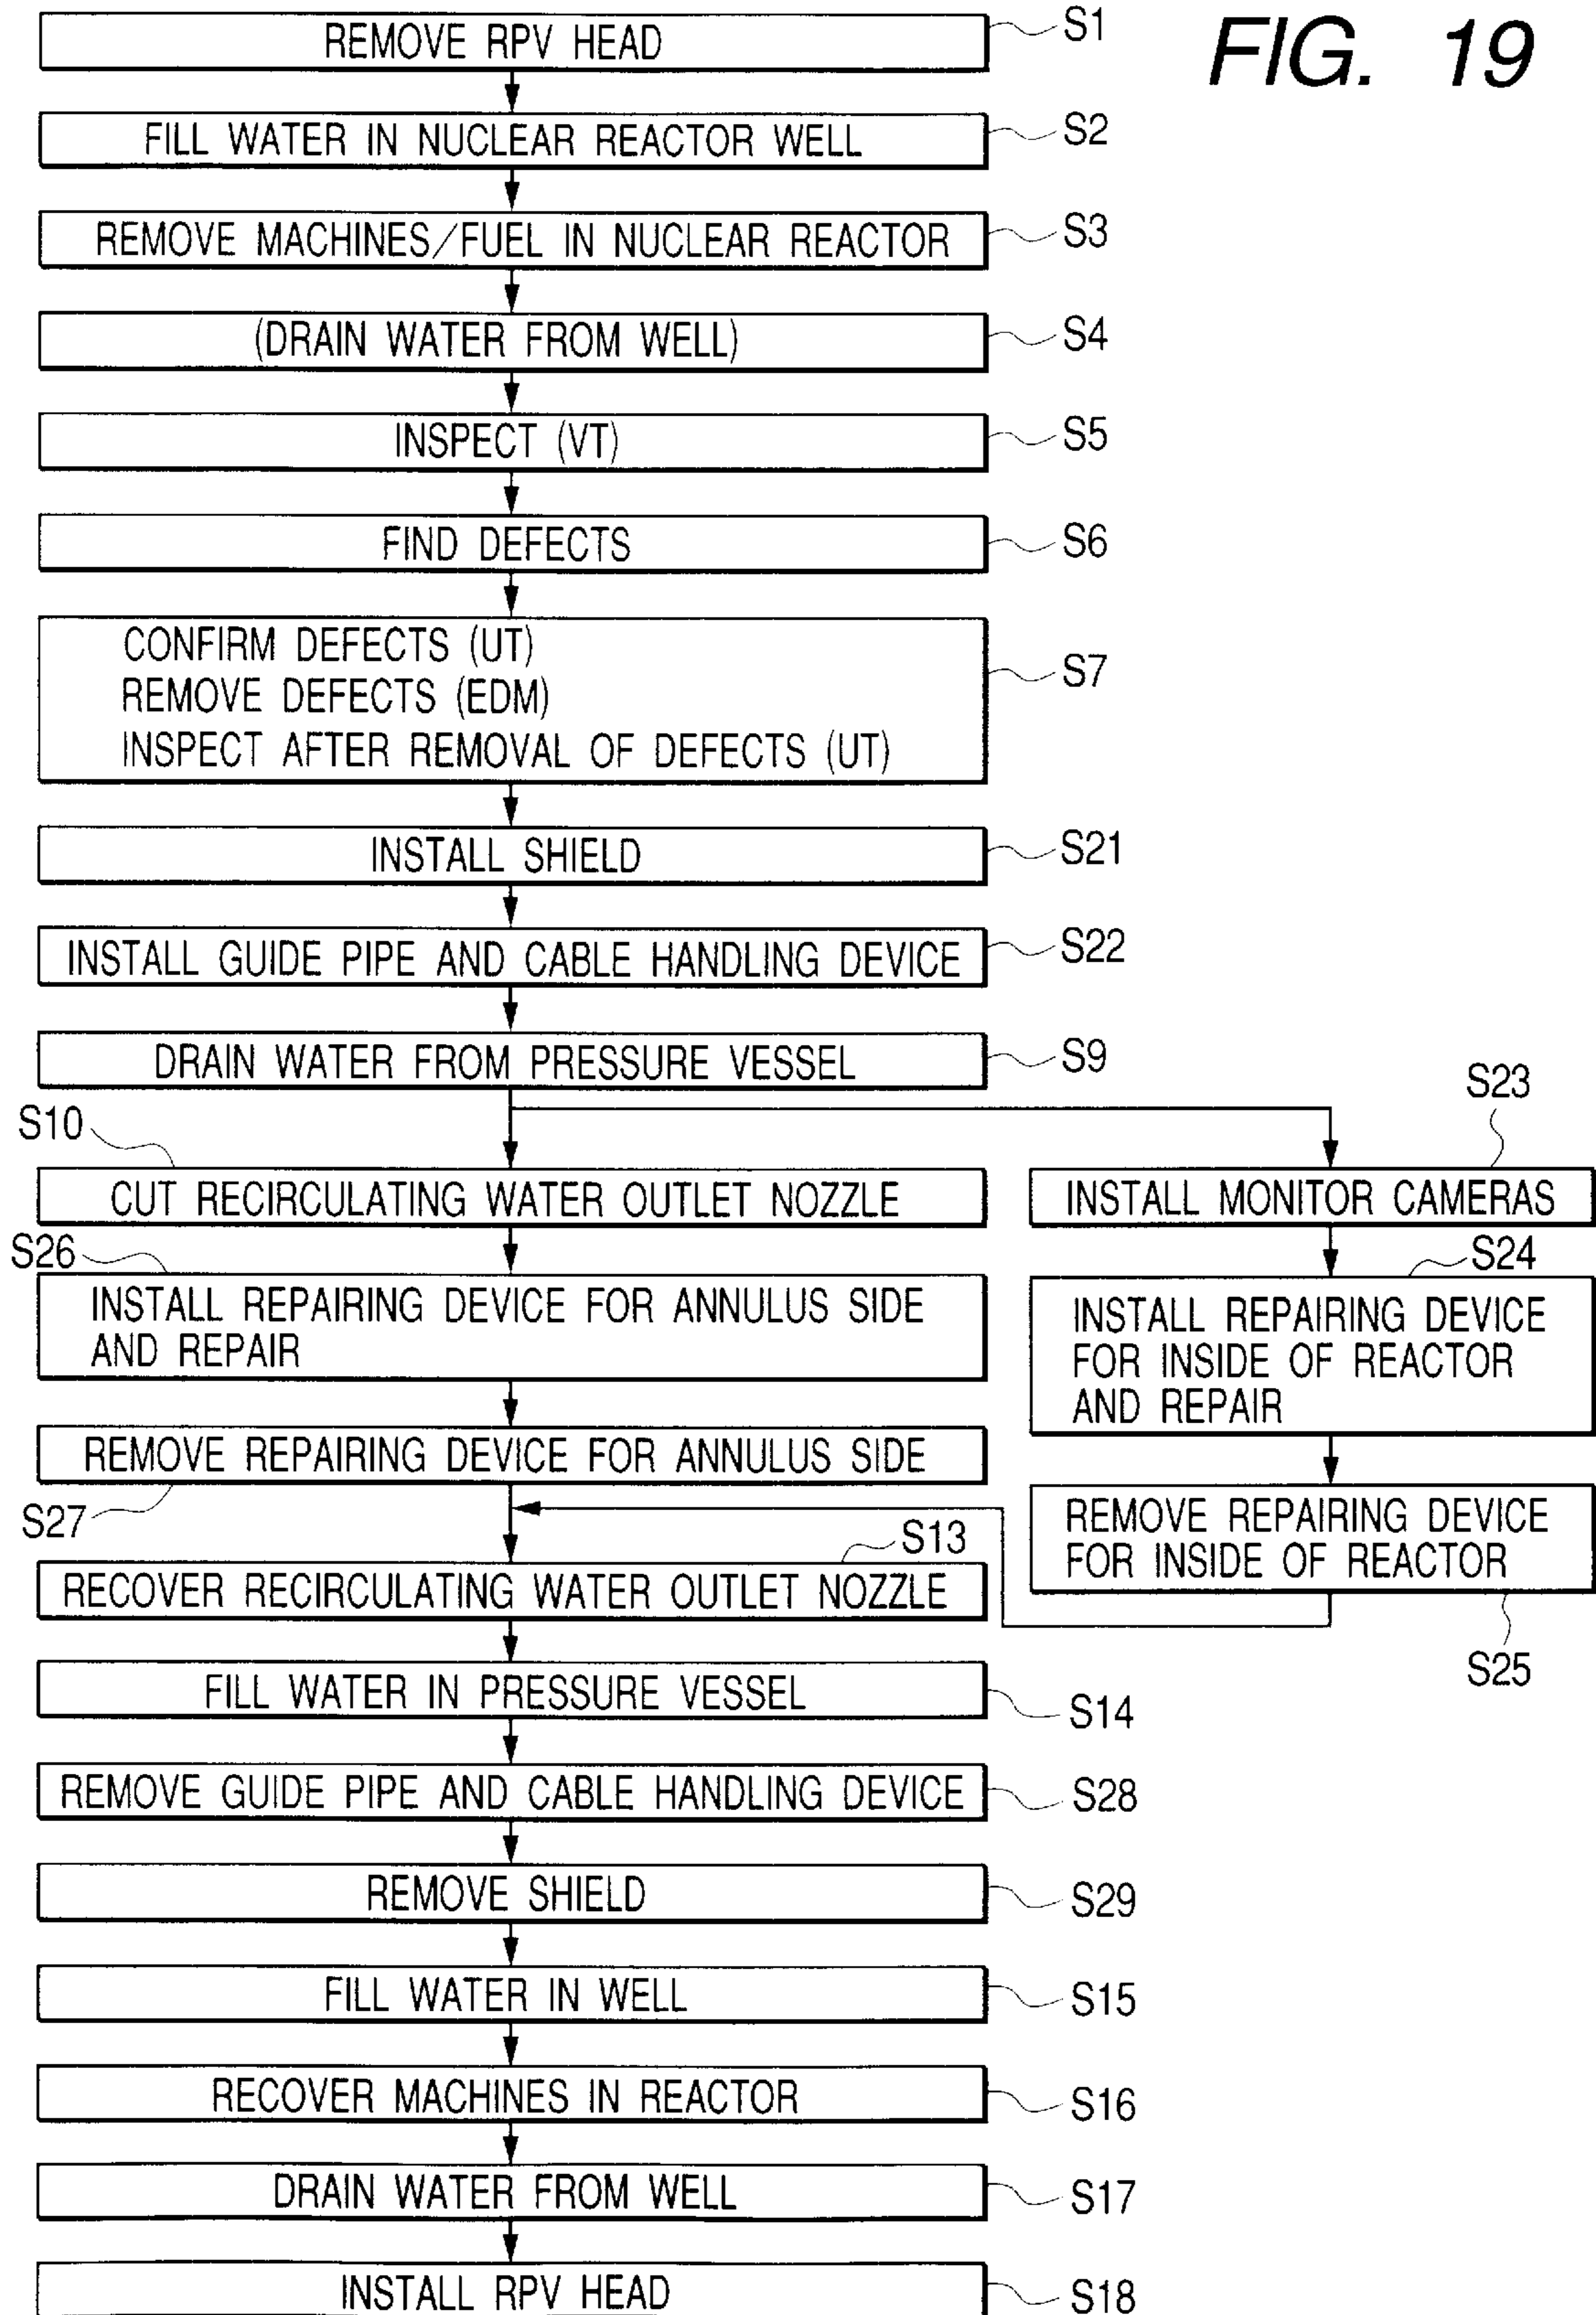 FIG. 19
REMOVE RPV HEAD
S1
FILL WATER IN NUCLEAR REACTOR WELL
S2
REMOVE MACHINES/FUEL IN NUCLEAR REACTOR
S3
(DRAIN WATER FROM WELL)
S4
INSPECT (VT)
S5
FIND DEFECTS
S6
CONFIRM DEFECTS (UT)
REMOVE DEFECTS (EDM)
INSPECT AFTER REMOVAL OF DEFECTS (UT)
S7
INSTALL SHIELD
S21
INSTALL GUIDE PIPE AND CABLE HANDLING DEVICE
S22
DRAIN WATER FROM PRESSURE VESSEL
S9
S10
CUT RECIRCULATING WATER OUTLET NOZZLE
S26
INSTALL REPAIRING DEVICE FOR ANNULUS SIDE
AND REPAIR
REMOVE REPAIRING DEVICE FOR ANNULUS SIDE
S27
S23
INSTALL MONITOR CAMERAS
S24
INSTALL REPAIRING DEVICE
FOR INSIDE OF REACTOR
AND REPAIR
REMOVE REPAIRING DEVICE
FOR INSIDE OF REACTOR
S25
S13
RECOVER RECIRCULATING WATER OUTLET NOZZLE
FILL WATER IN PRESSURE VESSEL
S14
REMOVE GUIDE PIPE AND CABLE HANDLING DEVICE
S28
REMOVE SHIELD
S29
FILL WATER IN WELL
S15
RECOVER MACHINES IN REACTOR
S16
DRAIN WATER FROM WELL
S17
INSTALL RPV HEAD
S18